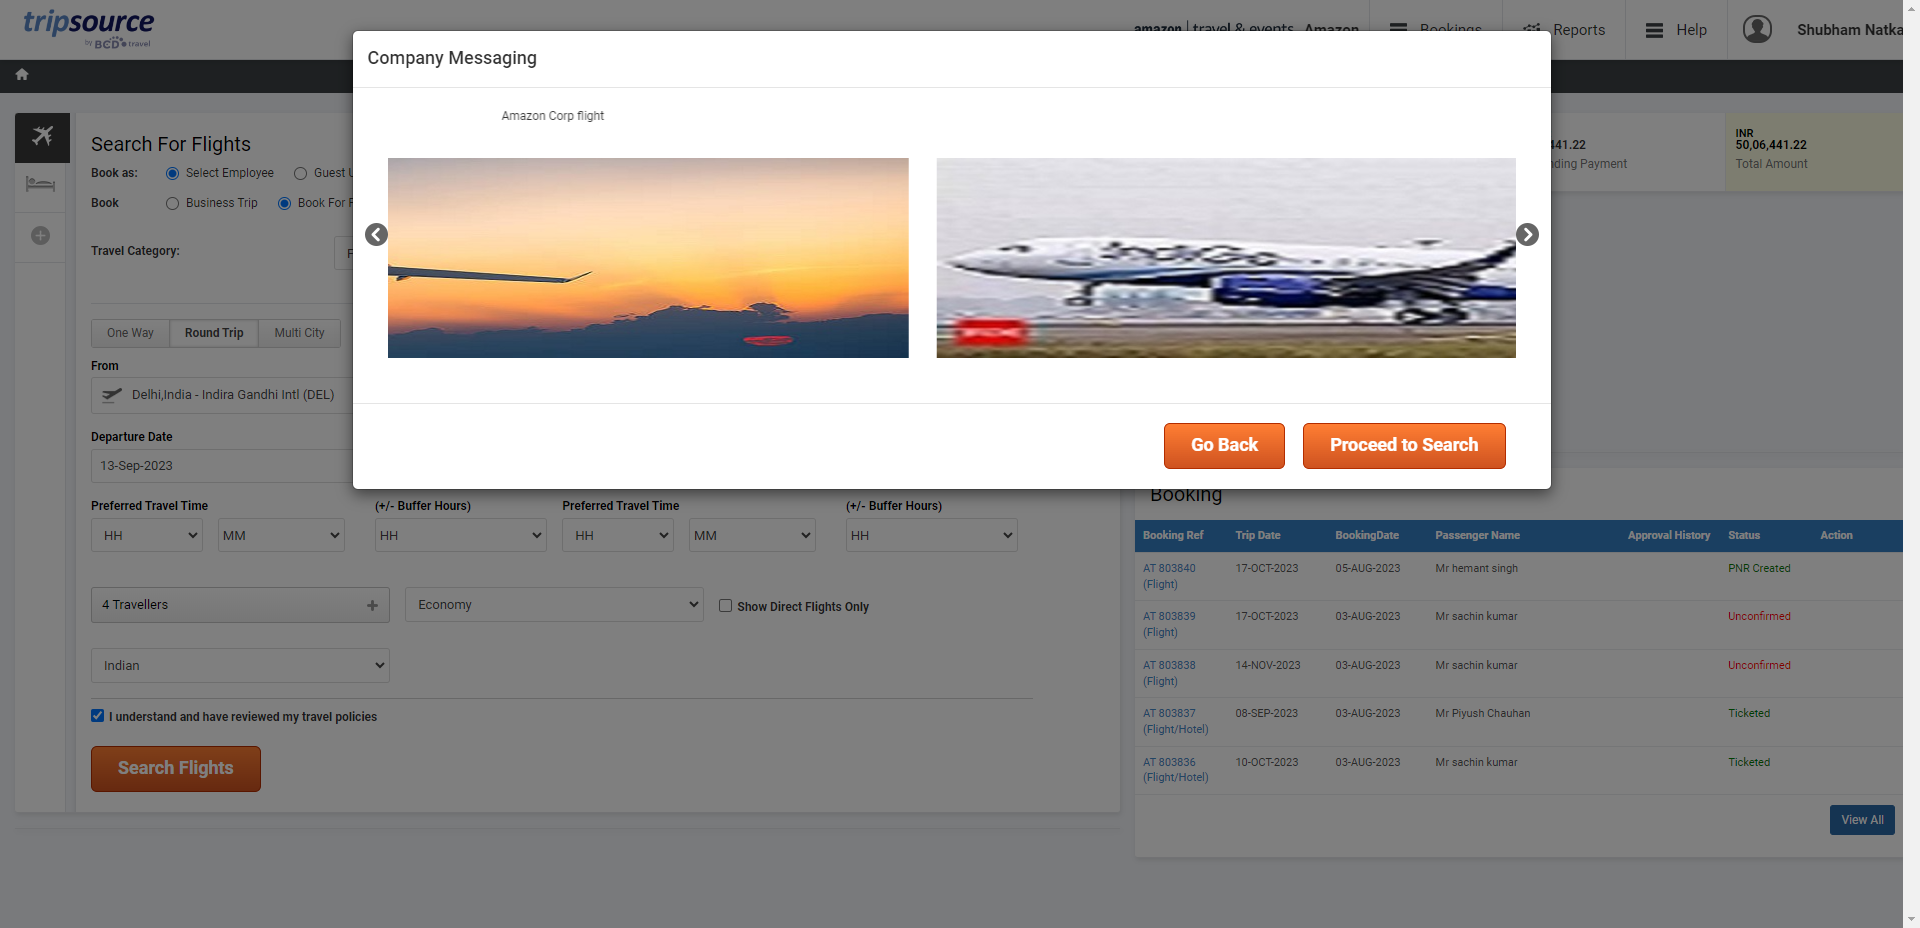 tripsource
by BCD travel
amazon travel & events Amazon
Bookings
Reports
Help
Shubham Natka
Company Messaging
Amazon Corp flight
IndiGo
Go Back
Proceed to Search
Search For Flights
Book as:
Select Employee
Guest
Book
Business Trip
Book For
Travel Category:
One Way
Round Trip
Multi City
From
Delhi,India - Indira Gandhi Intl (DEL)
Departure Date
13-Sep-2023
Preferred Travel Time
(+/- Buffer Hours)
Preferred Travel Time
(+/- Buffer Hours)
HH
MM
HH
HH
MM
HH
4 Travellers
Economy
Show Direct Flights Only
Indian
I understand and have reviewed my travel policies
Search Flights
441.22
ding Payment
INR
50,06,441.22
Total Amount
Booking
Booking Ref Trip Date BookingDate Passenger Name Approval History Status Action
AT 803840 17-OCT-2023 05-AUG-2023 Mr hemant singh PNR Created
(Flight)
AT 803839 17-OCT-2023 03-AUG-2023 Mr sachin kumar Unconfirmed
(Flight)
AT 803838 14-NOV-2023 03-AUG-2023 Mr sachin kumar Unconfirmed
(Flight)
AT 803837 08-SEP-2023 03-AUG-2023 Mr Piyush Chauhan Ticketed
(Flight/Hotel)
AT 803836 10-OCT-2023 03-AUG-2023 Mr sachin kumar Ticketed
(Flight/Hotel)
View All